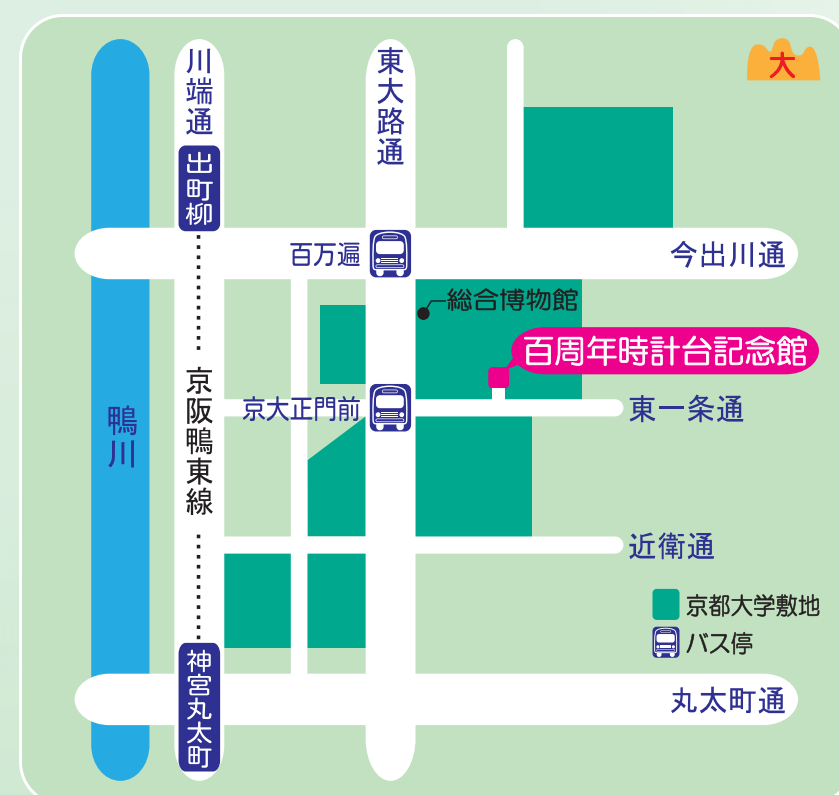 川端通
東大路通
大
出町柳
百万遍
今出川通
総合博物館
百周年時計台記念館
京阪鴨東線
鴨川
京大正門前
東一条通
近衛通
京都大学敷地
バス停
神宮丸太町
丸太町通